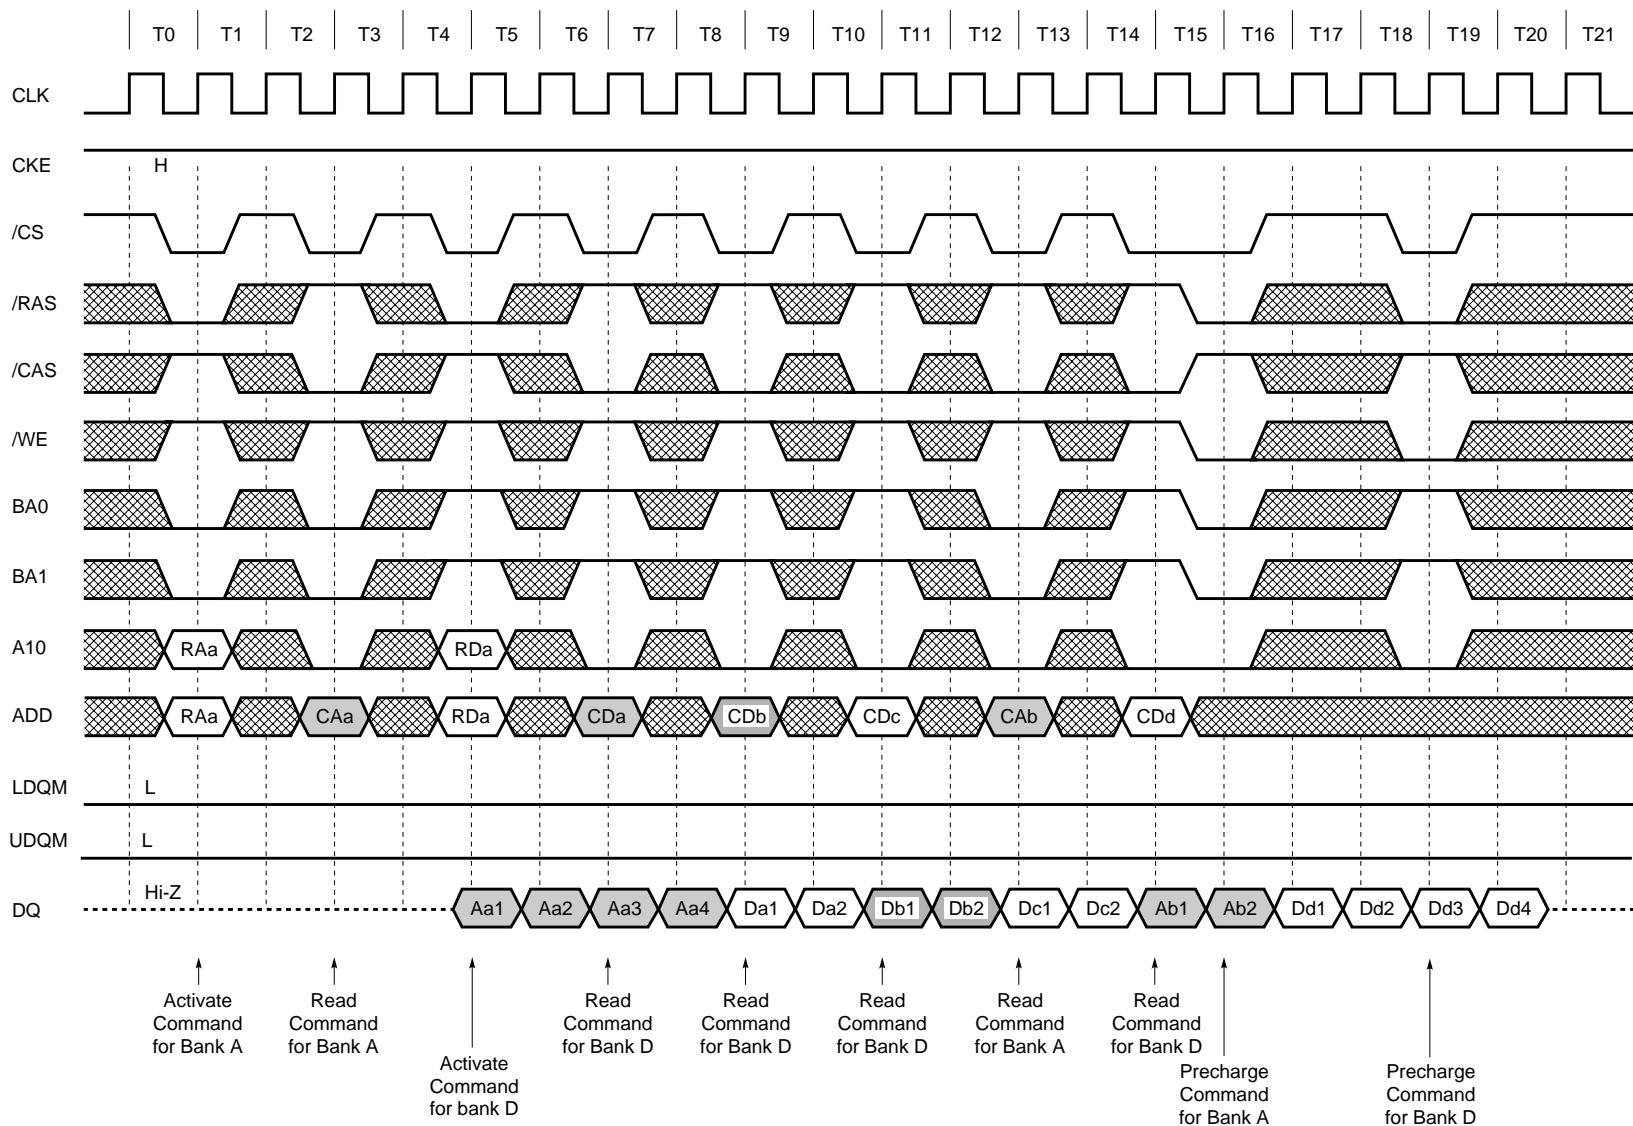 T0 T1 T2 T3 T4 T5 T6 T7 T8 T9 T10 T11 T12 T13 T14 T15 T16 T17 T18 T19 T20 T21
CLK
CKE H
/CS
/RAS
/CAS
/WE
BA0
BA1
A10 RAa RDa
ADD RAa CAa RDa CDa CDb CDc CAb CDd
LDQM L
UDQM L
DQ Hi-Z Aa1 Aa2 Aa3 Aa4 Da1 Da2 Db1 Db2 Dc1 Dc2 Ab1 Ab2 Dd1 Dd2 Dd3 Dd4
Activate
Command
for Bank A
Read
Command
for Bank A
Activate
Command
for bank D
Read
Command
for Bank D
Read
Command
for Bank D
Read
Command
for Bank D
Read
Command
for Bank A
Read
Command
for Bank D
Precharge
Command
for Bank A
Precharge
Command
for Bank D